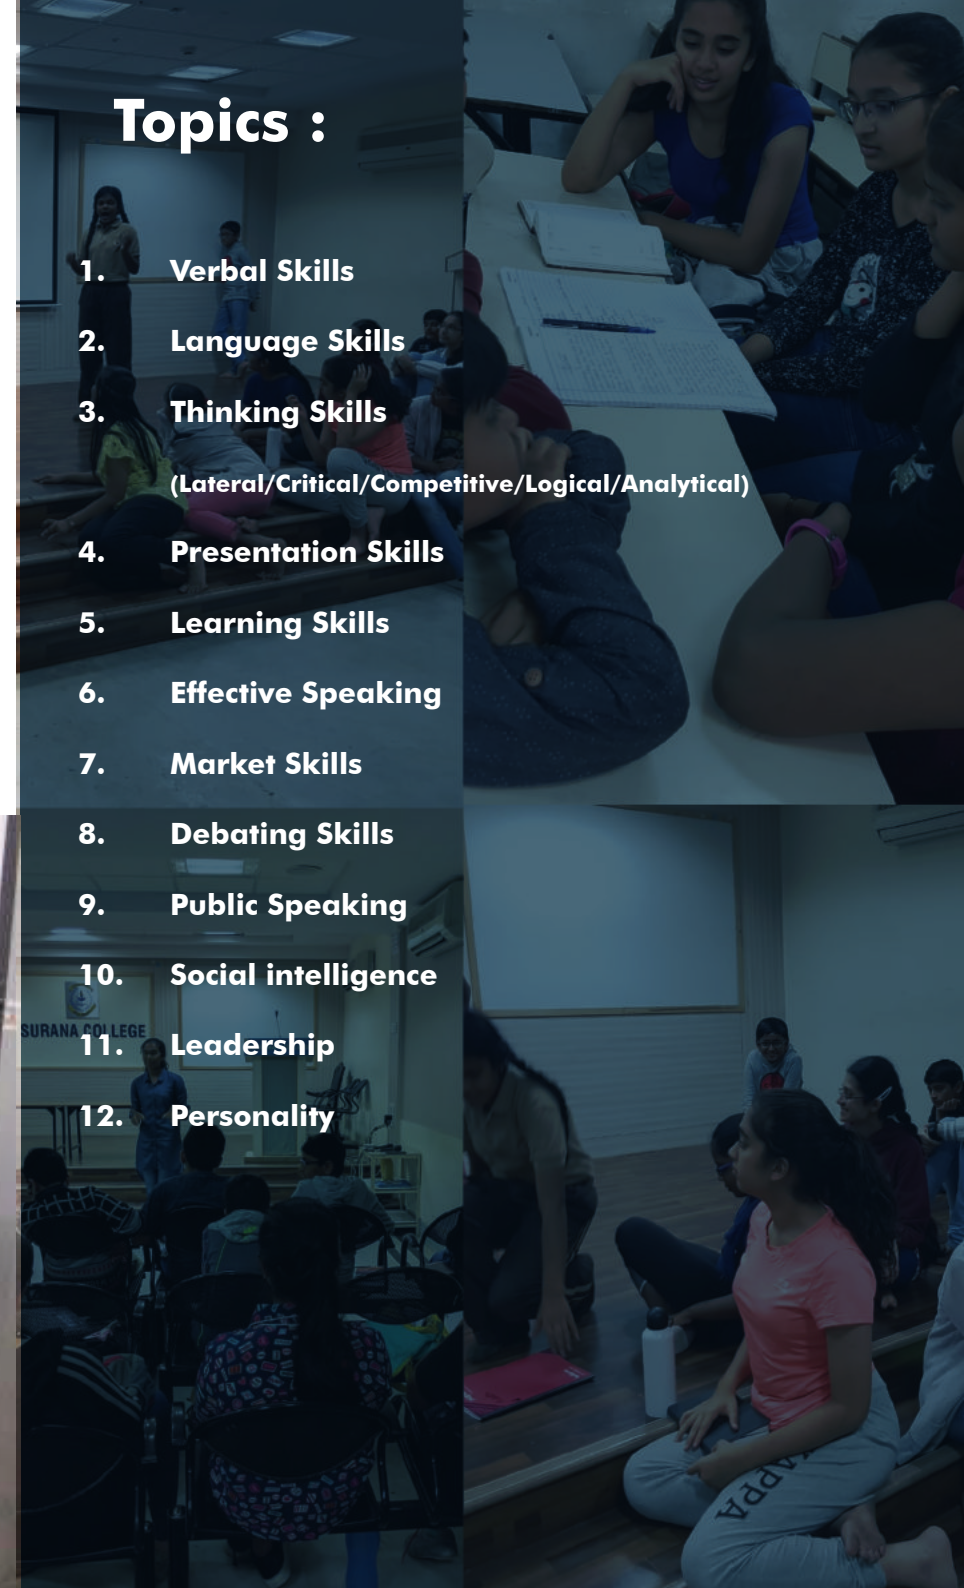 Topics :
1. Verbal Skills
2. Language Skills
3. Thinking Skills
(Lateral/Critical/Competitive/Logical/Analytical)
4. Presentation Skills
5. Learning Skills
6. Effective Speaking
7. Market Skills
8. Debating Skills
9. Public Speaking
10. Social intelligence
SURANA COLLEGE
11. Leadership
12. Personality
KAPPA